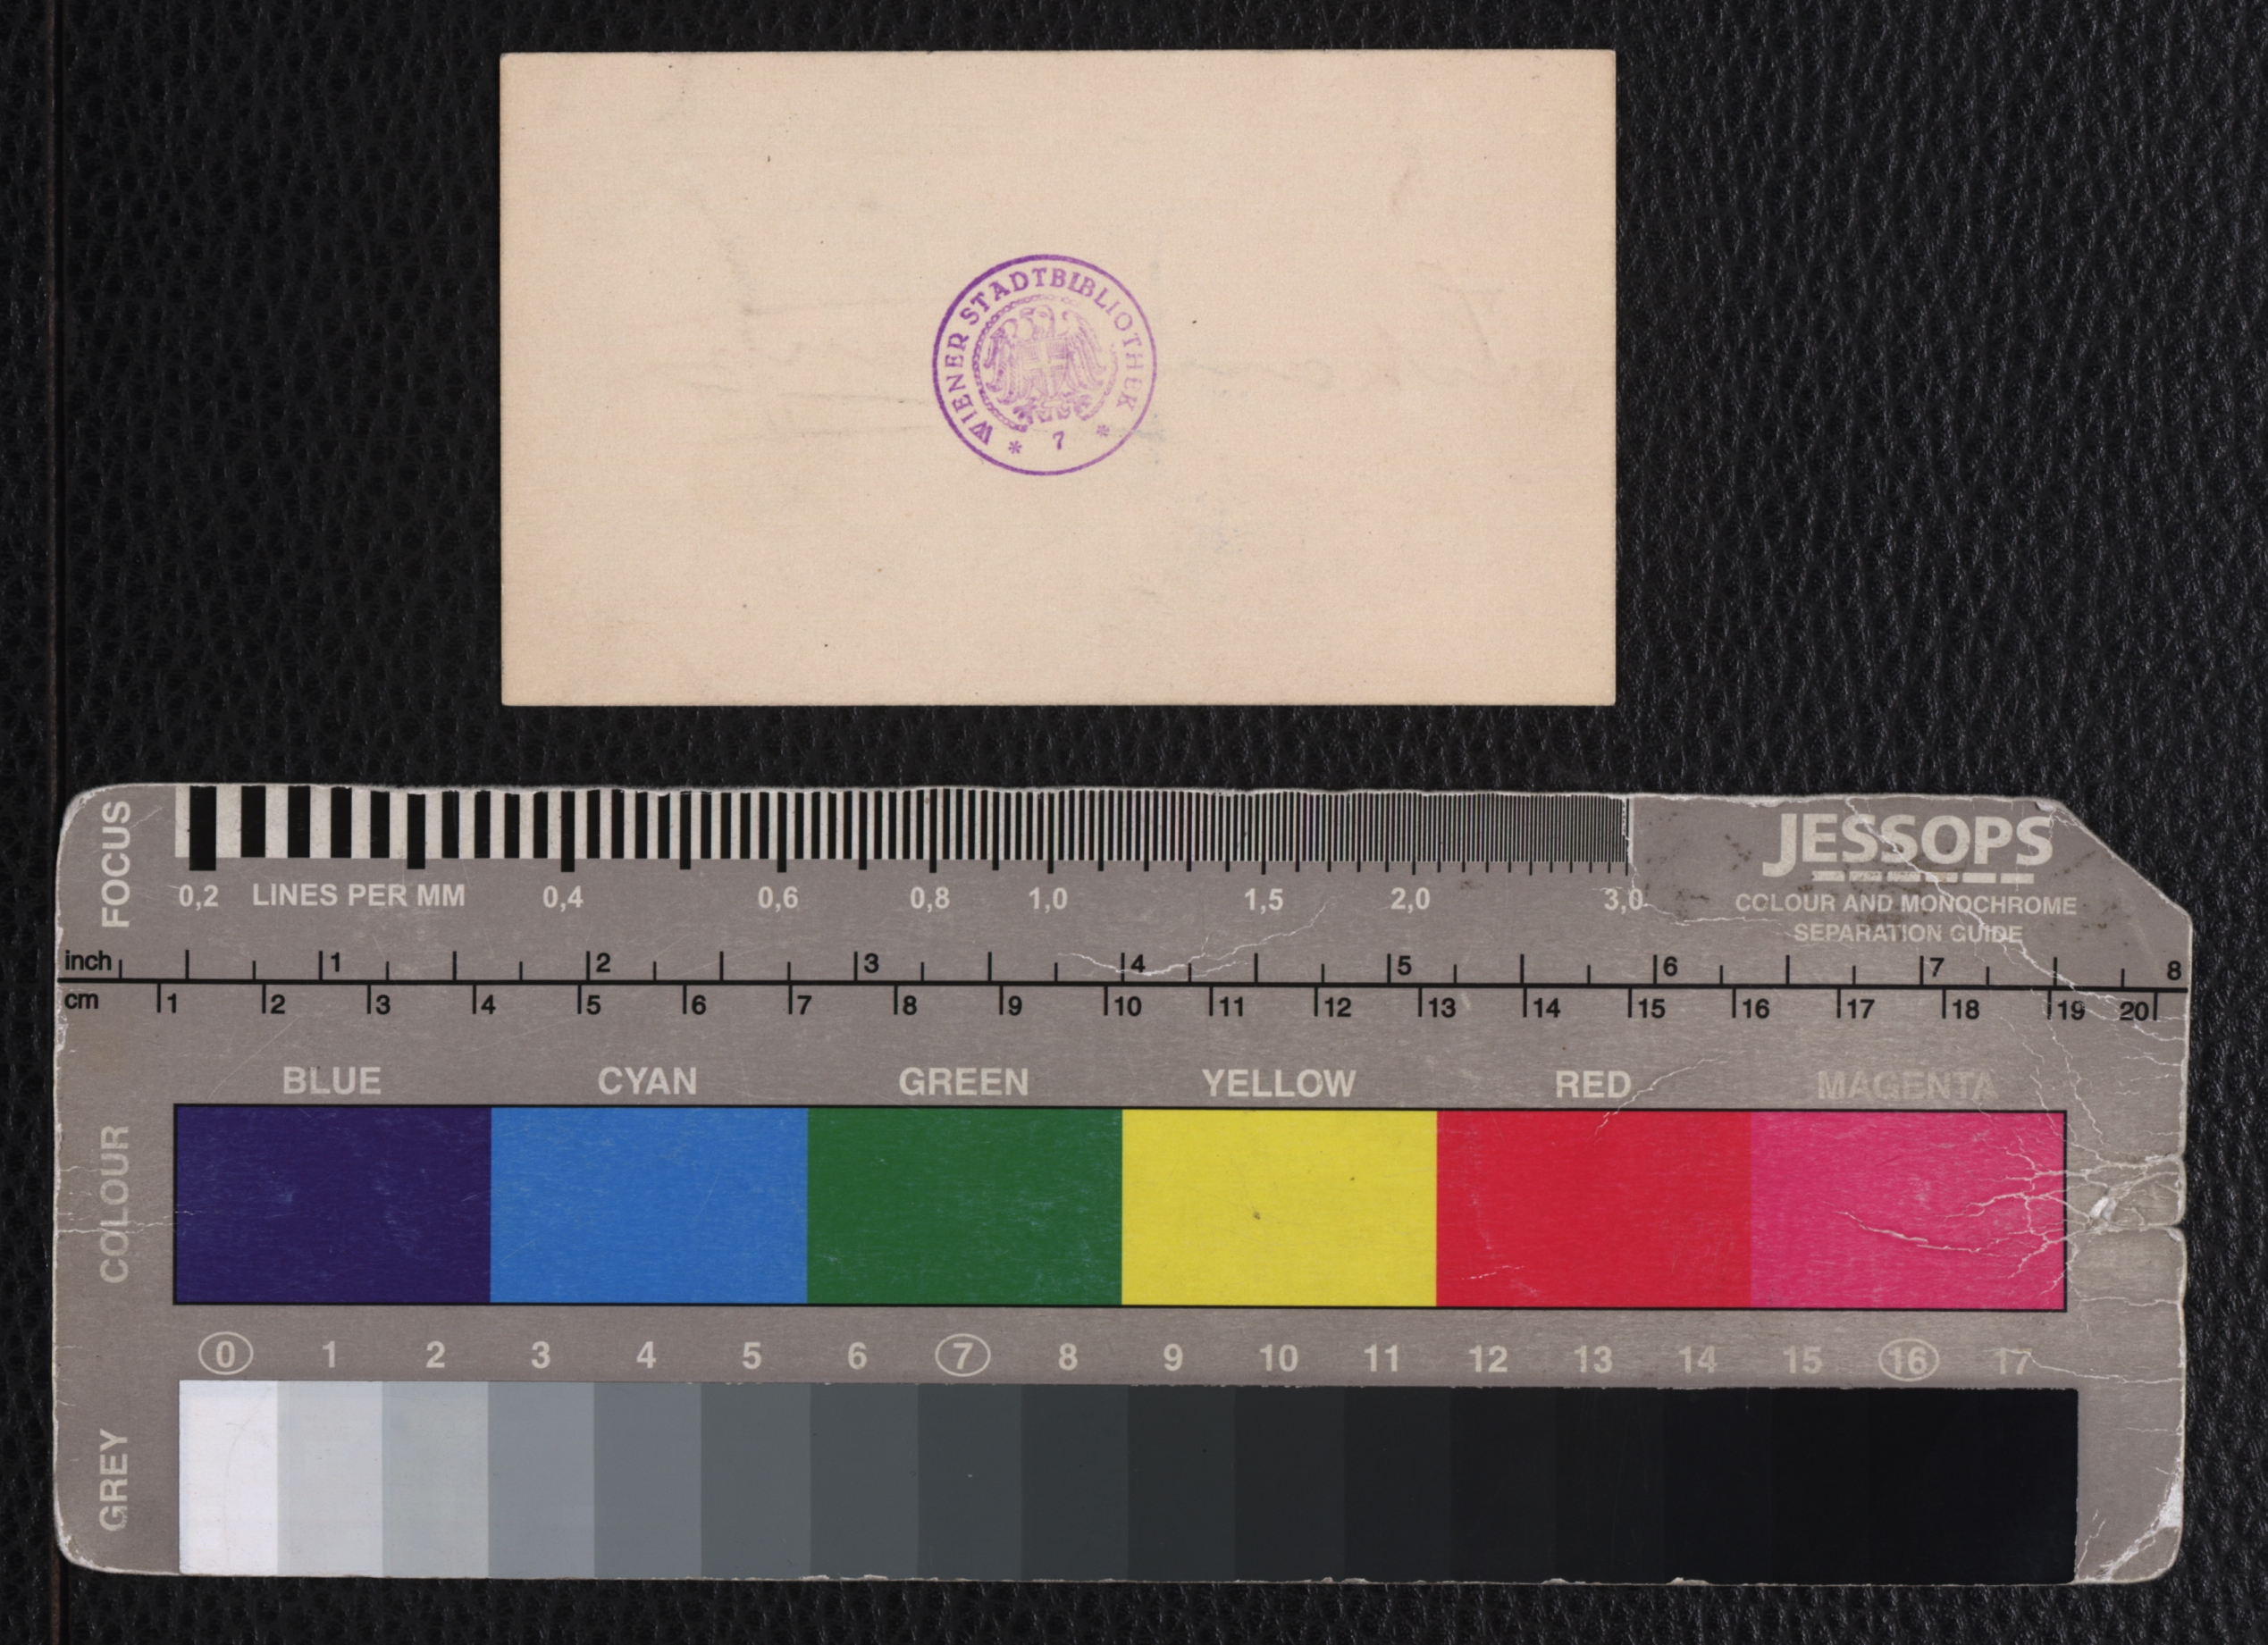 WIENER STADTBIBLIOTHEK
* 7 *
FOCUS
0,2 LINES PER MM 0,4 0,6 0,8 1,0 1,5 2,0 3,0
JESSOPS
COLOUR AND MONOCHROME
SEPARATION GUIDE
inch 1 2 3 4 5 6 7 8
cm 1 2 3 4 5 6 7 8 9 10 11 12 13 14 15 16 17 18 19 20
BLUE CYAN GREEN YELLOW RED MAGENTA
COLOUR
0 1 2 3 4 5 6 7 8 9 10 11 12 13 14 15 16 17
GREY